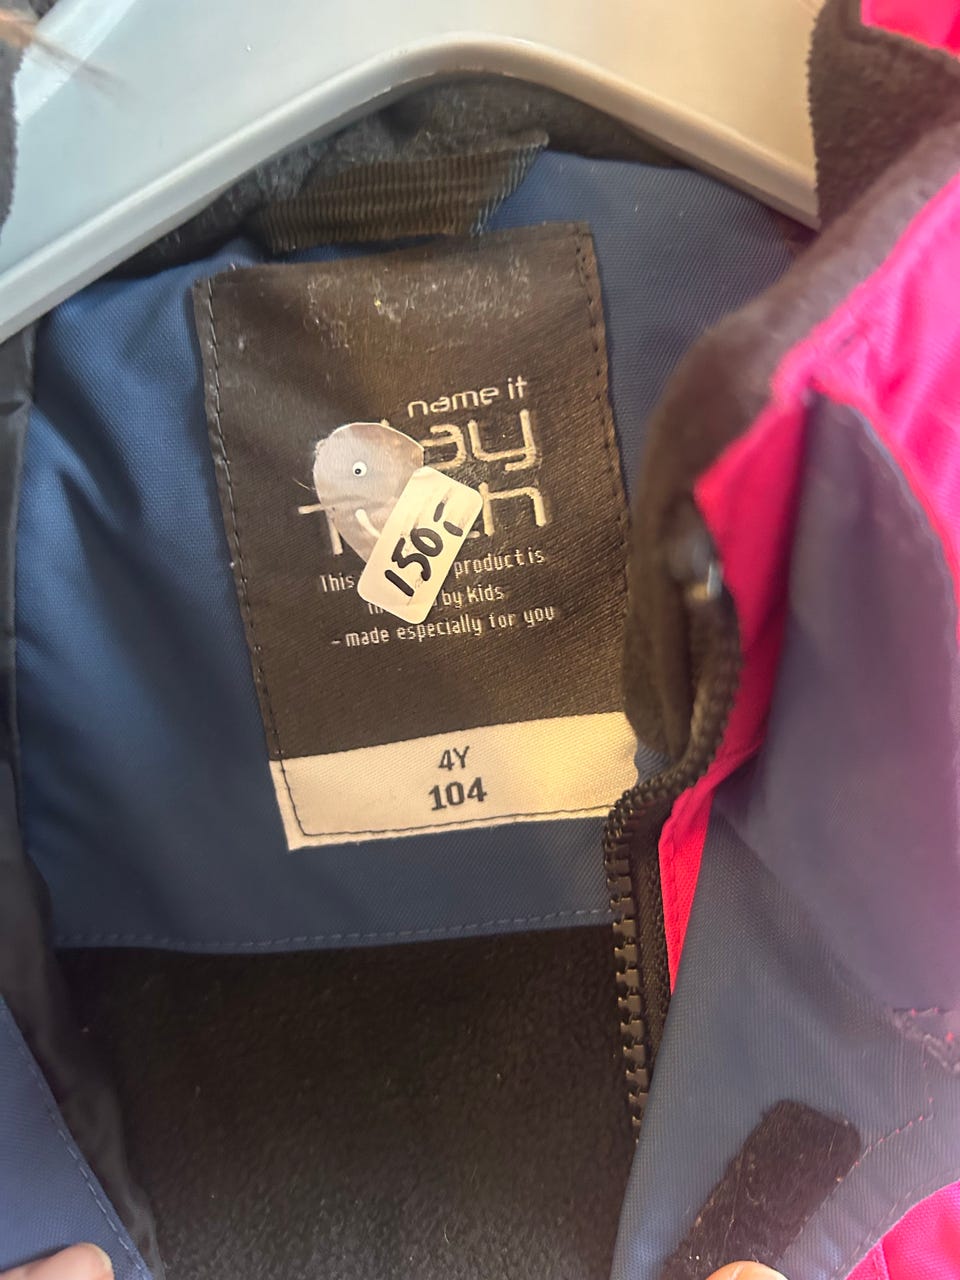 name it
150,-
This product is
by kids
- made especially for you
4Y
104